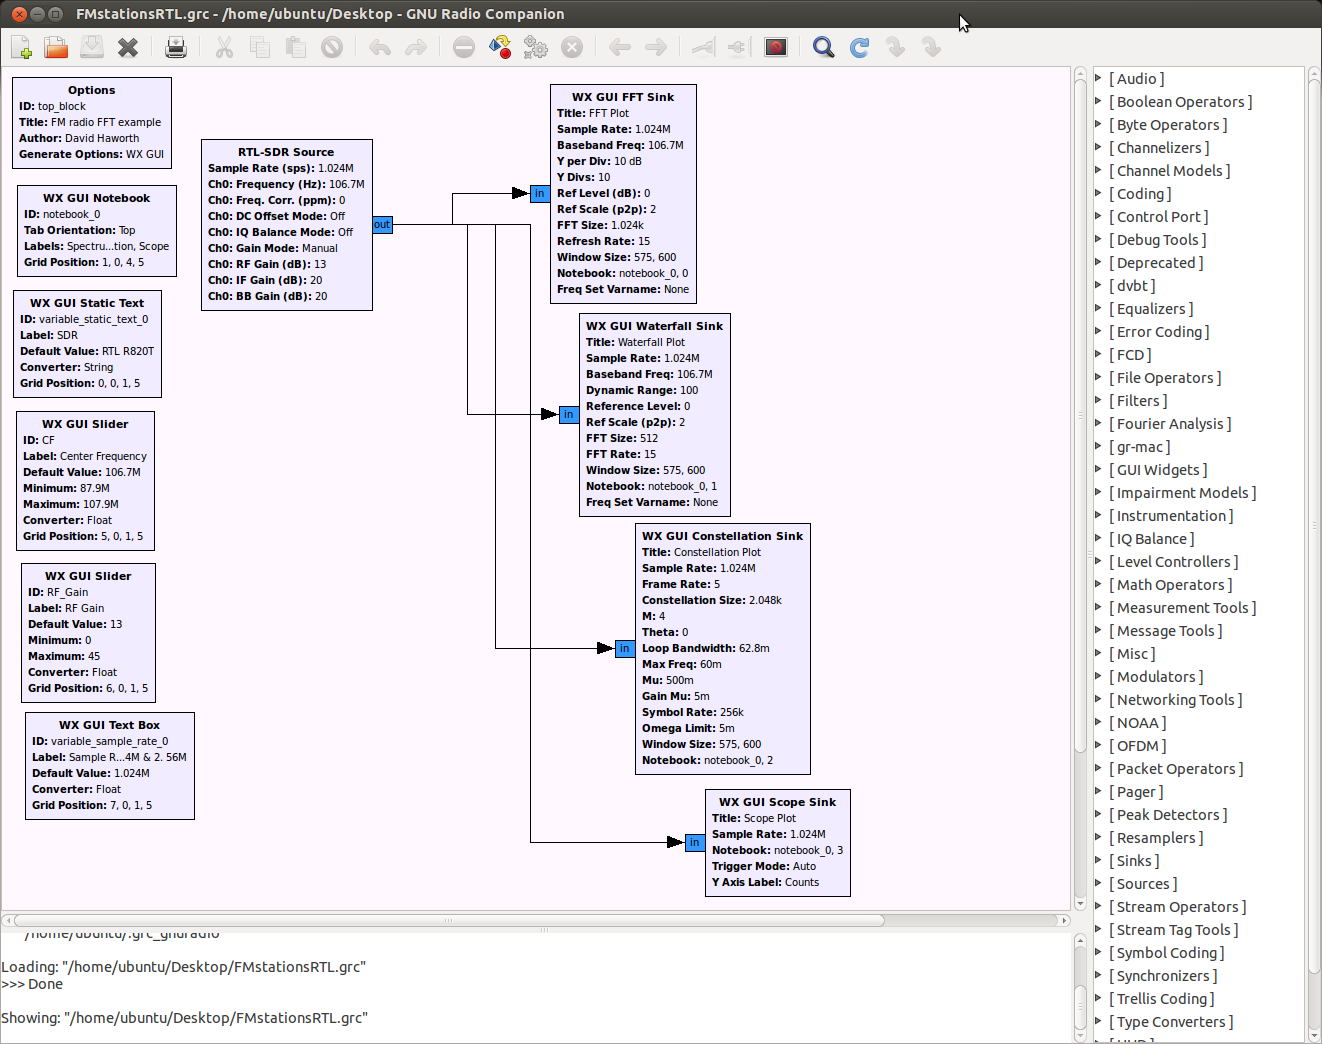 FMstationsRTL.grc - /home/ubuntu/Desktop - GNU Radio Companion
Options
ID: top_block
Title: FM radio FFT example
Author: David Haworth
Generate Options: WX GUI
WX GUI Notebook
ID: notebook_0
Tab Orientation: Top
Labels: Spectru...tion, Scope
Grid Position: 1, 0, 4, 5
WX GUI Static Text
ID: variable_static_text_0
Label: SDR
Default Value: RTL R820T
Converter: String
Grid Position: 0, 0, 1, 5
WX GUI Slider
ID: CF
Label: Center Frequency
Default Value: 106.7M
Minimum: 87.9M
Maximum: 107.9M
Converter: Float
Grid Position: 5, 0, 1, 5
WX GUI Slider
ID: RF_Gain
Label: RF Gain
Default Value: 13
Minimum: 0
Maximum: 45
Converter: Float
Grid Position: 6, 0, 1, 5
WX GUI Text Box
ID: variable_sample_rate_0
Label: Sample R...4M & 2. 56M
Default Value: 1.024M
Converter: Float
Grid Position: 7, 0, 1, 5
RTL-SDR Source
Sample Rate (sps): 1.024M
Ch0: Frequency (Hz): 106.7M
Ch0: Freq. Corr. (ppm): 0
Ch0: DC Offset Mode: Off
Ch0: IQ Balance Mode: Off
Ch0: Gain Mode: Manual
Ch0: RF Gain (dB): 13
Ch0: IF Gain (dB): 20
Ch0: BB Gain (dB): 20
out
in
WX GUI FFT Sink
Title: FFT Plot
Sample Rate: 1.024M
Baseband Freq: 106.7M
Y per Div: 10 dB
Y Divs: 10
Ref Level (dB): 0
Ref Scale (p2p): 2
FFT Size: 1.024k
Refresh Rate: 15
Window Size: 575, 600
Notebook: notebook_0, 0
Freq Set Varname: None
in
WX GUI Waterfall Sink
Title: Waterfall Plot
Sample Rate: 1.024M
Baseband Freq: 106.7M
Dynamic Range: 100
Reference Level: 0
Ref Scale (p2p): 2
FFT Size: 512
FFT Rate: 15
Window Size: 575, 600
Notebook: notebook_0, 1
Freq Set Varname: None
in
WX GUI Constellation Sink
Title: Constellation Plot
Sample Rate: 1.024M
Frame Rate: 5
Constellation Size: 2.048k
M: 4
Theta: 0
Loop Bandwidth: 62.8m
Max Freq: 60m
Mu: 500m
Gain Mu: 5m
Symbol Rate: 256k
Omega Limit: 5m
Window Size: 575, 600
Notebook: notebook_0, 2
in
WX GUI Scope Sink
Title: Scope Plot
Sample Rate: 1.024M
Notebook: notebook_0, 3
Trigger Mode: Auto
Y Axis Label: Counts
[ Audio ]
[ Boolean Operators ]
[ Byte Operators ]
[ Channelizers ]
[ Channel Models ]
[ Coding ]
[ Control Port ]
[ Debug Tools ]
[ Deprecated ]
[ dvbt ]
[ Equalizers ]
[ Error Coding ]
[ FCD ]
[ File Operators ]
[ Filters ]
[ Fourier Analysis ]
[ gr-mac ]
[ GUI Widgets ]
[ Impairment Models ]
[ Instrumentation ]
[ IQ Balance ]
[ Level Controllers ]
[ Math Operators ]
[ Measurement Tools ]
[ Message Tools ]
[ Misc ]
[ Modulators ]
[ Networking Tools ]
[ NOAA ]
[ OFDM ]
[ Packet Operators ]
[ Pager ]
[ Peak Detectors ]
[ Resamplers ]
[ Sinks ]
[ Sources ]
[ Stream Operators ]
[ Stream Tag Tools ]
[ Symbol Coding ]
[ Synchronizers ]
[ Trellis Coding ]
[ Type Converters ]
/home/ubuntu/.grc_gnuradio
Loading: "/home/ubuntu/Desktop/FMstationsRTL.grc"
>>> Done
Showing: "/home/ubuntu/Desktop/FMstationsRTL.grc"